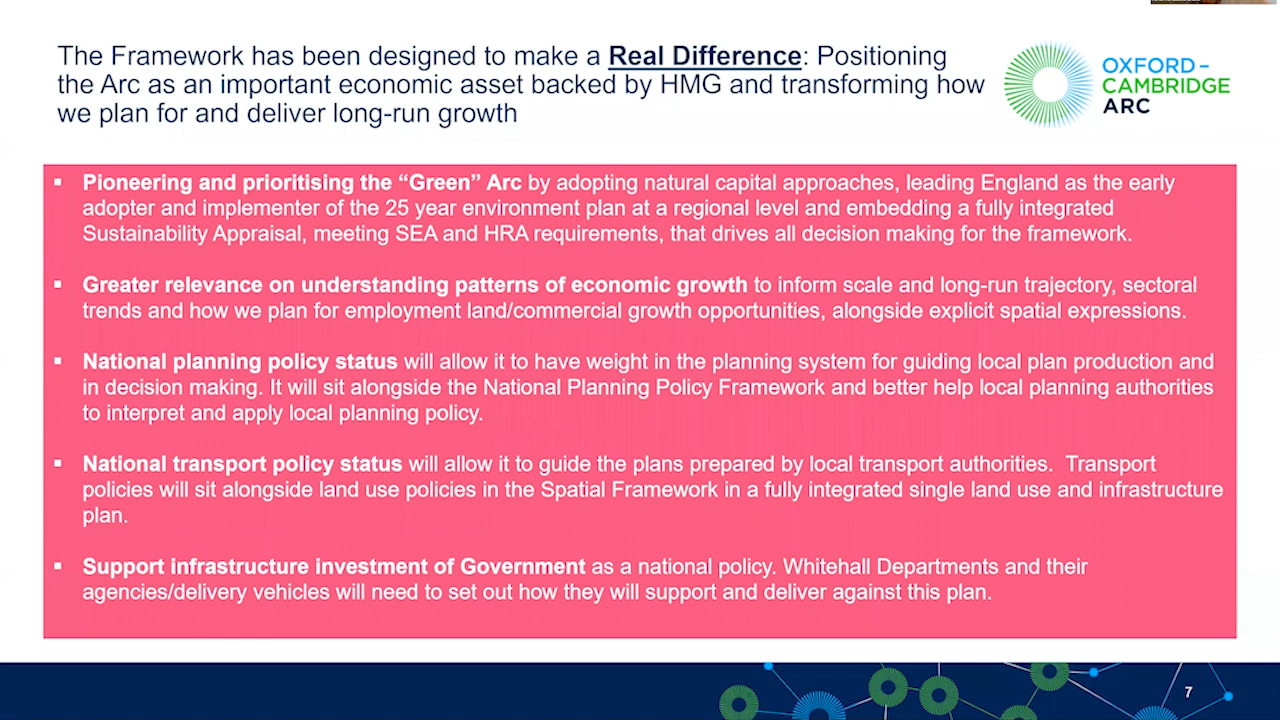 The Framework has been designed to make a Real Difference: Positioning
the Arc as an important economic asset backed by HMG and transforming how
we plan for and deliver long-run growth
OXFORD –
CAMBRIDGE
ARC
▪ Pioneering and prioritising the “Green” Arc by adopting natural capital approaches, leading England as the early
adopter and implementer of the 25 year environment plan at a regional level and embedding a fully integrated
Sustainability Appraisal, meeting SEA and HRA requirements, that drives all decision making for the framework.
▪ Greater relevance on understanding patterns of economic growth to inform scale and long-run trajectory, sectoral
trends and how we plan for employment land/commercial growth opportunities, alongside explicit spatial expressions.
▪ National planning policy status will allow it to have weight in the planning system for guiding local plan production and
in decision making. It will sit alongside the National Planning Policy Framework and better help local planning authorities
to interpret and apply local planning policy.
▪ National transport policy status will allow it to guide the plans prepared by local transport authorities.  Transport
policies will sit alongside land use policies in the Spatial Framework in a fully integrated single land use and infrastructure
plan.
▪ Support infrastructure investment of Government as a national policy. Whitehall Departments and their
agencies/delivery vehicles will need to set out how they will support and deliver against this plan.
7